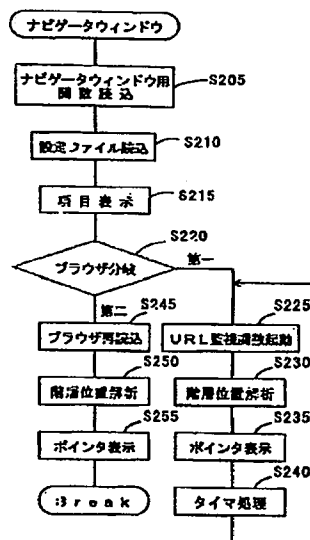 ナビゲータウィンドウ
ナビゲータウィンドウ用
関数読込
S205
設定ファイル読込
S210
項目表示
S215
ブラウザ分岐
S220
第一
第二
S245
ブラウザ再読込
S250
階層位置解析
S255
ポインタ表示
:Break
S225
URL監視関数起動
S230
階層位置解析
S235
ポインタ表示
S240
タイマ処理